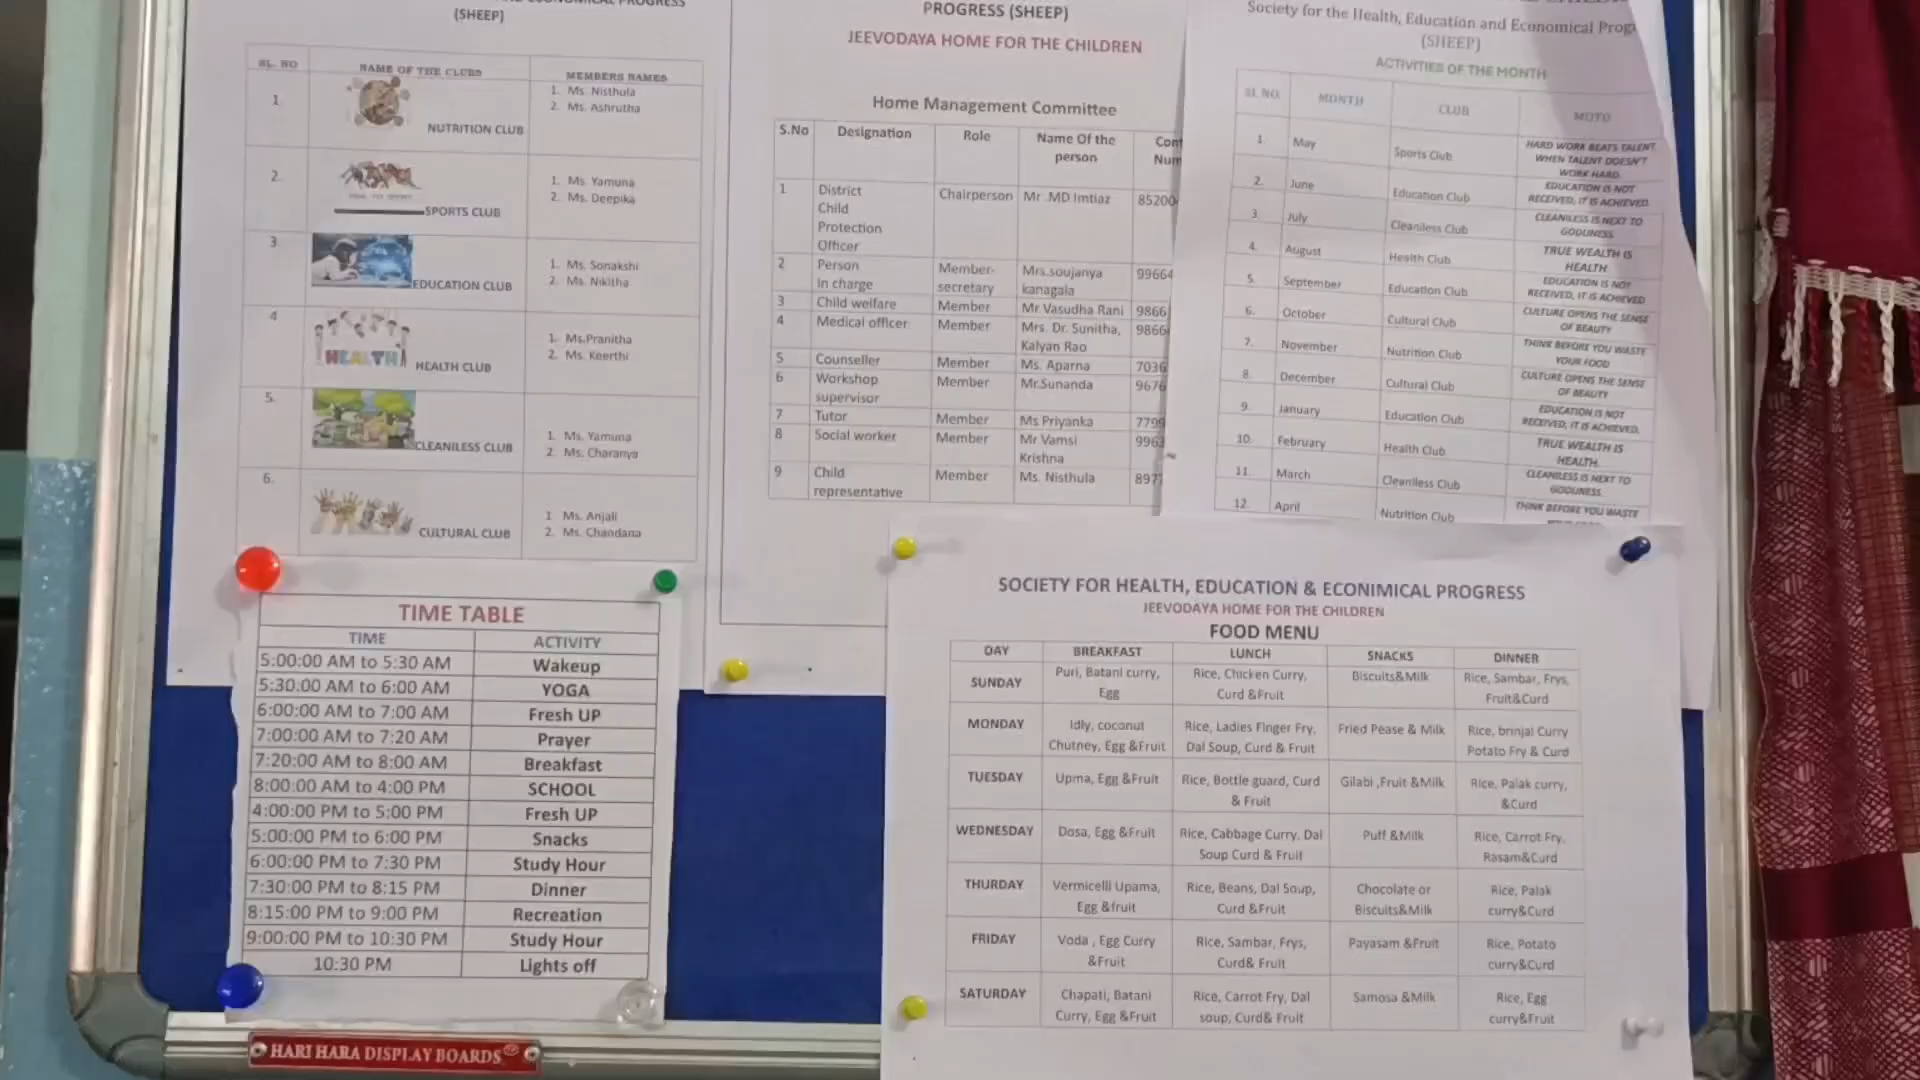 (SHEEP)
SL. NO NAME OF THE CLUBS MEMBERS NAMES
1. NUTRITION CLUB 1. Ms. Nisthula
2. Ms. Ashrutha
2. SPORTS CLUB 1. Ms. Yamuna
2. Ms. Deepika
3. EDUCATION CLUB 1. Ms. Sonakshi
2. Ms. Nikitha
4 HEALTH HEALTH CLUB 1. Ms.Pranitha
2. Ms. Keerthi
5. CLEANILESS CLUB 1. Ms. Yamuna
2. Ms. Charanya
6. CULTURAL CLUB 1 Ms. Anjali
2. Ms. Chandana
PROGRESS (SHEEP)
JEEVODAYA HOME FOR THE CHILDREN
Home Management Committee
S.No Designation Role Name Of the
person
1 District Chairperson Mr .MD Imtiaz 85200
Child
Protection
Officer
2 Person Member- Mrs.soujanya 99664
In charge secretary kanagala
3 Child welfare Member Mr Vasudha Rani 9866
4 Medical officer Member Mrs. Dr. Sunitha, 9866
Kalyan Rao
5 Counseller Member Ms. Aparna 7036
6 Workshop Member Mr.Sunanda 9676
supervisor
7 Tutor Member Ms Priyanka 7799
8 Social worker Member Mr Vamsi 9963
Krishna
9 Child Member Ms. Nisthula 8977
representative
Society for the Health, Education and Economical Prog
(SHEEP)
ACTIVITIES OF THE MONTH
SL NO. MONTH CLUB MOTO
1. May Sports Club HARD WORK BEATS TALENT
WHEN TALENT DOESN'T
WORK HARD.
2. June Education Club EDUCATION IS NOT
RECEIVED, IT IS ACHIEVED.
3. July Cleaniless Club CLEANILESS IS NEXT TO
GODLINESS.
4. August Health Club TRUE WEALTH IS
HEALTH
5. September Education Club EDUCATION IS NOT
RECEIVED, IT IS ACHIEVED
6. October Cultural Club CULTURE OPENS THE SENSE
OF BEAUTY
7. November Nutrition Club THINK BEFORE YOU WASTE
YOUR FOOD
8. December Cultural Club CULTURE OPENS THE SENSE
OF BEAUTY
9. January Education Club EDUCATION IS NOT
RECEIVED, IT IS ACHIEVED.
10. February Health Club TRUE WEALTH IS
HEALTH.
11. March Cleaniless Club CLEANILESS IS NEXT TO
GODLINESS.
12. April Nutrition Club THINK BEFORE YOU WASTE
TIME TABLE
TIME ACTIVITY
5:00:00 AM to 5:30 AM Wakeup
5:30:00 AM to 6:00 AM YOGA
6:00:00 AM to 7:00 AM Fresh UP
7:00:00 AM to 7:20 AM Prayer
7:20:00 AM to 8:00 AM Breakfast
8:00:00 AM to 4:00 PM SCHOOL
4:00:00 PM to 5:00 PM Fresh UP
5:00:00 PM to 6:00 PM Snacks
6:00:00 PM to 7:30 PM Study Hour
7:30:00 PM to 8:15 PM Dinner
8:15:00 PM to 9:00 PM Recreation
9:00:00 PM to 10:30 PM Study Hour
10:30 PM Lights off
SOCIETY FOR HEALTH, EDUCATION & ECONIMICAL PROGRESS
JEEVODAYA HOME FOR THE CHILDREN
FOOD MENU
DAY BREAKFAST LUNCH SNACKS DINNER
SUNDAY Puri, Batani curry, Rice, Chicken Curry, Biscuits&Milk Rice, Sambar, Frys,
Egg Curd &Fruit Fruit&Curd
MONDAY Idly, coconut Rice, Ladies Finger Fry, Fried Pease & Milk Rice, brinjal Curry
Chutney, Egg &Fruit Dal Soup, Curd & Fruit Potato Fry & Curd
TUESDAY Upma, Egg &Fruit Rice, Bottle guard, Curd Gilabi ,Fruit &Milk Rice, Palak curry,
& Fruit &Curd
WEDNESDAY Dosa, Egg &Fruit Rice, Cabbage Curry. Dal Puff &Milk Rice, Carrot Fry,
Soup Curd & Fruit Rasam&Curd
THURDAY Vermicelli Upama, Rice, Beans, Dal Soup, Chocolate or Rice, Palak
Egg &fruit Curd &Fruit Biscuits&Milk curry&Curd
FRIDAY Voda , Egg Curry Rice, Sambar, Frys, Payasam &Fruit Rice, Potato
&Fruit Curd& Fruit curry&Curd
SATURDAY Chapati, Batani Rice, Carrot Fry, Dal Samosa &Milk Rice, Egg
Curry, Egg &Fruit soup, Curd& Fruit curry&Fruit
HARI HARA DISPLAY BOARDS